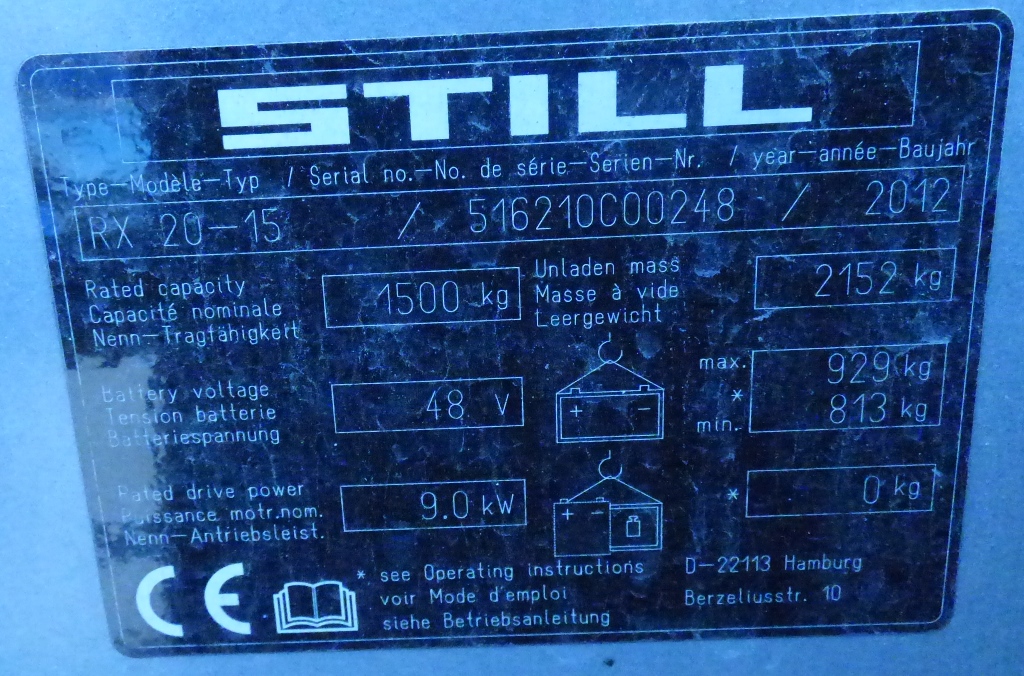 STILL
Type-Modèle-Typ / Serial no.-No. de série-Serien-Nr. / year-année-Baujahr
RX 20-15 / 516210C00248 / 2012
Rated capacity
Capacité nominale
Nenn-Tragfähigkeit
1500 kg
Unladen mass
Masse à vide
Leergewicht
2152 kg
Battery voltage
Tension batterie
Batteriespannung
48 V
+ -
max. 929 kg
*
min. 813 kg
Rated drive power
Puissance motr.nom.
Nenn-Antriebsleist.
9.0 kW
+ -
* 0 kg
CE
* see Operating instructions
voir Mode d'emploi
siehe Betriebsanleitung
D-22113 Hamburg
Berzeliusstr. 10